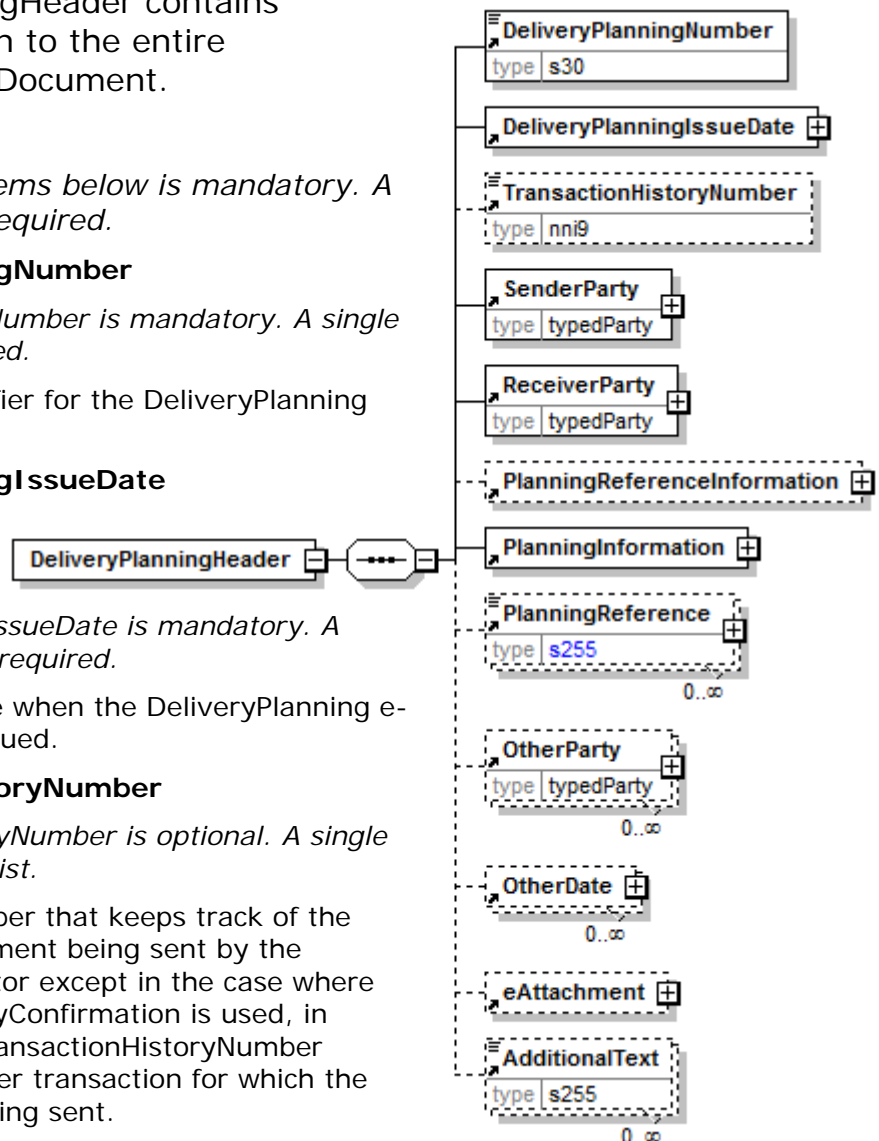 gHeader contains
n to the entire
Document.
ems below is mandatory. A
equired.
gNumber
Number is mandatory. A single
ed.
fier for the DeliveryPlanning
gIssueDate
ssueDate is mandatory. A
required.
e when the DeliveryPlanning e-
ued.
oryNumber
yNumber is optional. A single
ist.
ber that keeps track of the
ment being sent by the
tor except in the case where
yConfirmation is used, in
ansactionHistoryNumber
er transaction for which the
ing sent.
DeliveryPlanningHeader
DeliveryPlanningNumber
type s30
DeliveryPlanningIssueDate
TransactionHistoryNumber
type nni9
SenderParty
type typedParty
ReceiverParty
type typedParty
PlanningReferenceInformation
PlanningInformation
PlanningReference
type s255
0..∞
OtherParty
type typedParty
0..∞
OtherDate
0..∞
eAttachment
AdditionalText
type s255
0..∞